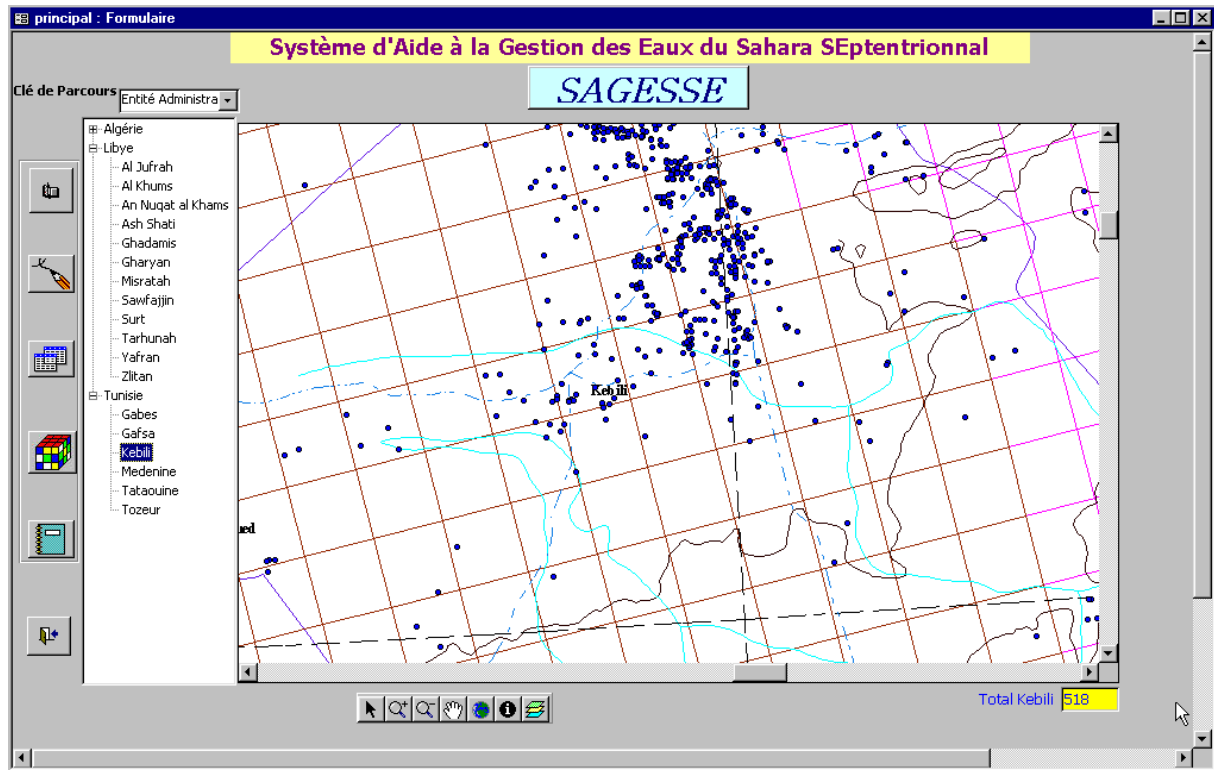 principal : Formulaire
Système d'Aide à la Gestion des Eaux du Sahara SEptentrionnal
SAGESSE
Clé de Parcours
Entité Administra
Algérie
Libye
Al Jufrah
Al Khums
An Nuqat al Khams
Ash Shati
Ghadamis
Gharyan
Misratah
Sawfajjin
Surt
Tarhunah
Yafran
Zlitan
Tunisie
Gabes
Gafsa
Kebili
Medenine
Tataouine
Tozeur
Kebili
ued
Total Kebili 518